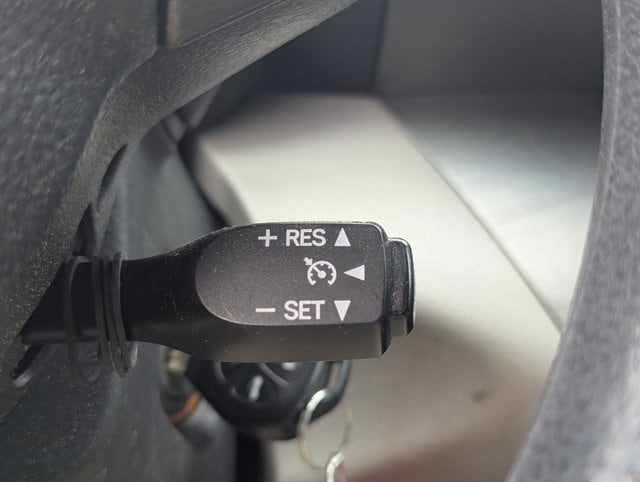 + RES ▲
◄
− SET ▼